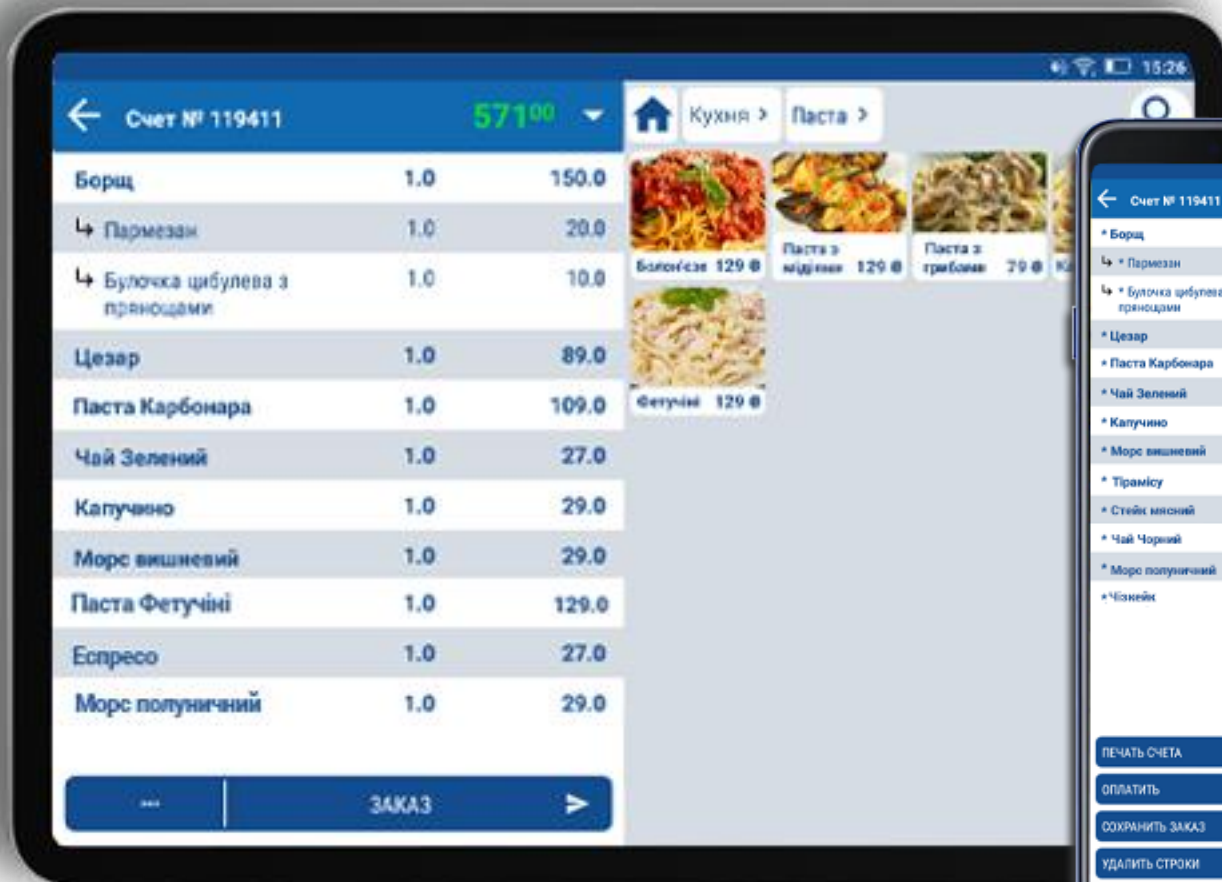 15:26
Счет № 119411 571⁰⁰
Борщ 1.0 150.0
↳ Пармезан 1.0 20.0
↳ Булочка цибулева з 1.0 10.0
прянощами
Цезар 1.0 89.0
Паста Карбонара 1.0 109.0
Чай Зелений 1.0 27.0
Капучино 1.0 29.0
Морс вишневий 1.0 29.0
Паста Фетучіні 1.0 129.0
Еспресо 1.0 27.0
Морс полуничний 1.0 29.0
... ЗАКАЗ
Кухня > Паста >
Болоньєзе 129 ₴
Паста з
мідіями 129 ₴
Паста з
грибами 79 ₴
Фетучіні 129 ₴
Счет № 119411
* Борщ
↳ * Пармезан
↳ * Булочка цибулева
прянощами
* Цезар
* Паста Карбонара
* Чай Зелений
* Капучино
* Морс вишневий
* Тірамісу
* Стейк мясний
* Чай Чорний
* Морс полуничний
* Чізкейк
ПЕЧАТЬ СЧЕТА
ОПЛАТИТЬ
СОХРАНИТЬ ЗАКАЗ
УДАЛИТЬ СТРОКИ